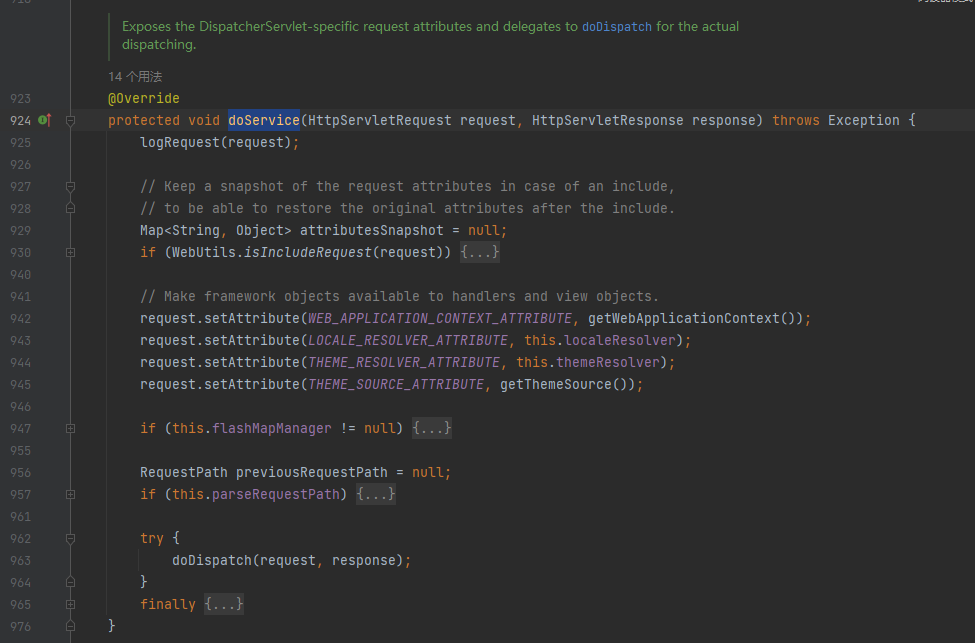 Exposes the DispatcherServlet-specific request attributes and delegates to doDispatch for the actual
dispatching.
14 个用法
923 @Override
924 protected void doService(HttpServletRequest request, HttpServletResponse response) throws Exception {
925 logRequest(request);
926
927 // Keep a snapshot of the request attributes in case of an include,
928 // to be able to restore the original attributes after the include.
929 Map<String, Object> attributesSnapshot = null;
930 if (WebUtils.isIncludeRequest(request)) {...}
940
941 // Make framework objects available to handlers and view objects.
942 request.setAttribute(WEB_APPLICATION_CONTEXT_ATTRIBUTE, getWebApplicationContext());
943 request.setAttribute(LOCALE_RESOLVER_ATTRIBUTE, this.localeResolver);
944 request.setAttribute(THEME_RESOLVER_ATTRIBUTE, this.themeResolver);
945 request.setAttribute(THEME_SOURCE_ATTRIBUTE, getThemeSource());
946
947 if (this.flashMapManager != null) {...}
955
956 RequestPath previousRequestPath = null;
957 if (this.parseRequestPath) {...}
961
962 try {
963 doDispatch(request, response);
964 }
965 finally {...}
976 }